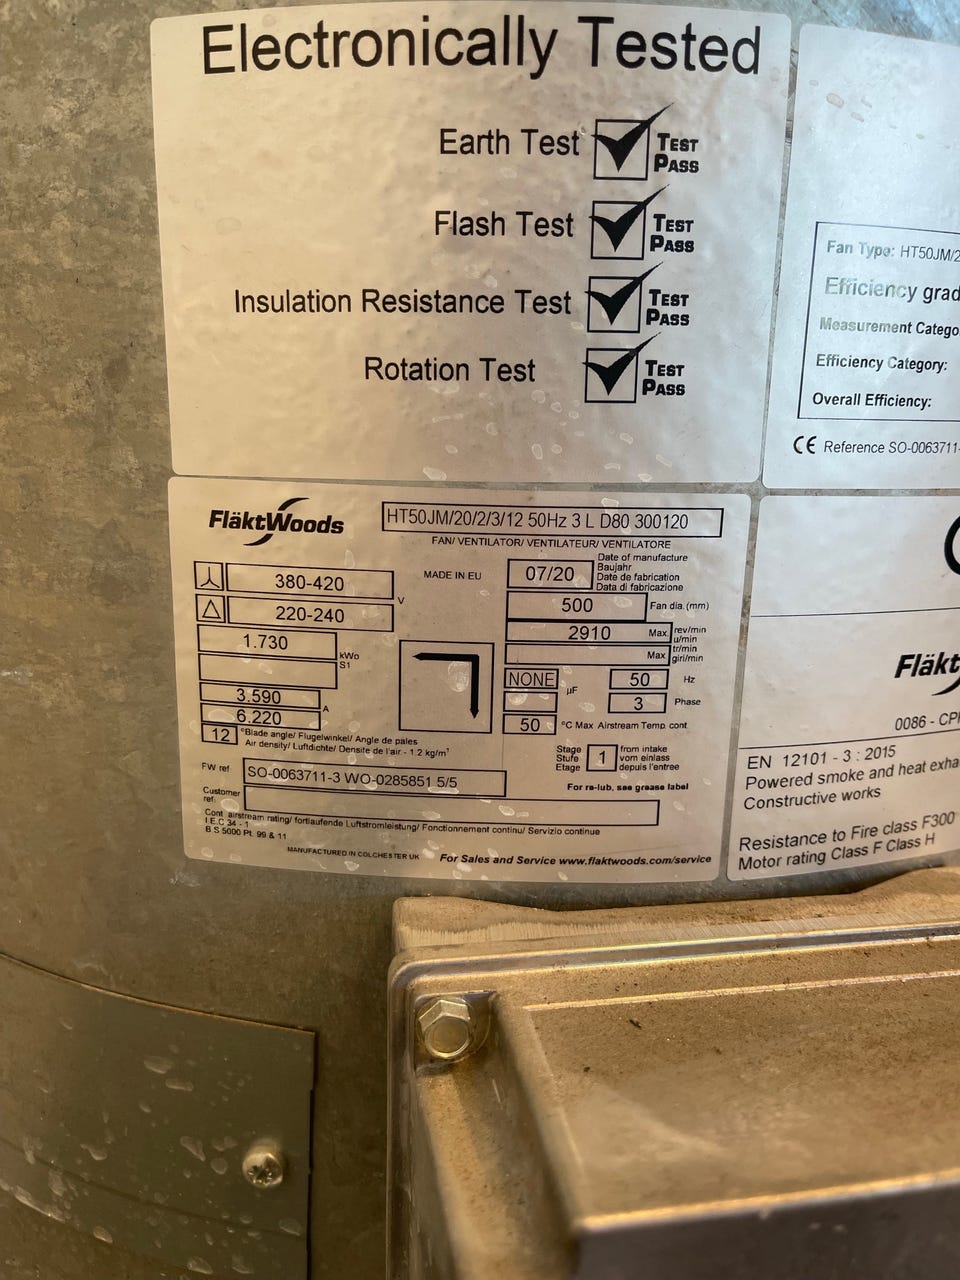 Electronically Tested
Earth Test TEST PASS
Flash Test TEST PASS
Insulation Resistance Test TEST PASS
Rotation Test TEST PASS
Fan Type: HT50JM/2
Efficiency grad
Measurement Catego
Efficiency Category:
Overall Efficiency:
CE Reference SO-0063711-
FläktWoods
HT50JM/20/2/3/12 50Hz 3 L D80 300120
FAN/ VENTILATOR/ VENTILATEUR/ VENTILATORE
380-420
220-240
V
MADE IN EU
07/20
Date of manufacture
Baujahr
Date de fabrication
Data di fabricazione
500 Fan dia. (mm)
1.730 kWo
S1
2910 Max. rev/min
u/min
Max. tr/min
giri/min
3.590
6.220
A
NONE µF
50 Hz
3 Phase
50 °C Max Airstream Temp. cont.
12 °Blade angle/ Flugelwinkel/ Angle de pales
Air density/ Luftdichte/ Densite de l'air - 1.2 kg/m³
Stage
Stufe
Etage
1
from intake
vom einlass
depuis l'entree
FW ref SO-0063711-3 WO-0285851 5/5
For re-lub, see grease label
Customer
ref:
Cont airstream rating/ fortlaufende Luftstromleistung/ Fonctionnement continu/ Servizio continue
I.E.C 34 - 1
B S 5000 Pt. 99 & 11
MANUFACTURED IN COLCHESTER UK
For Sales and Service www.flaktwoods.com/service
Fläkt
0086 - CP
EN 12101 - 3 : 2015
Powered smoke and heat exha
Constructive works
Resistance to Fire class F300
Motor rating Class F Class H